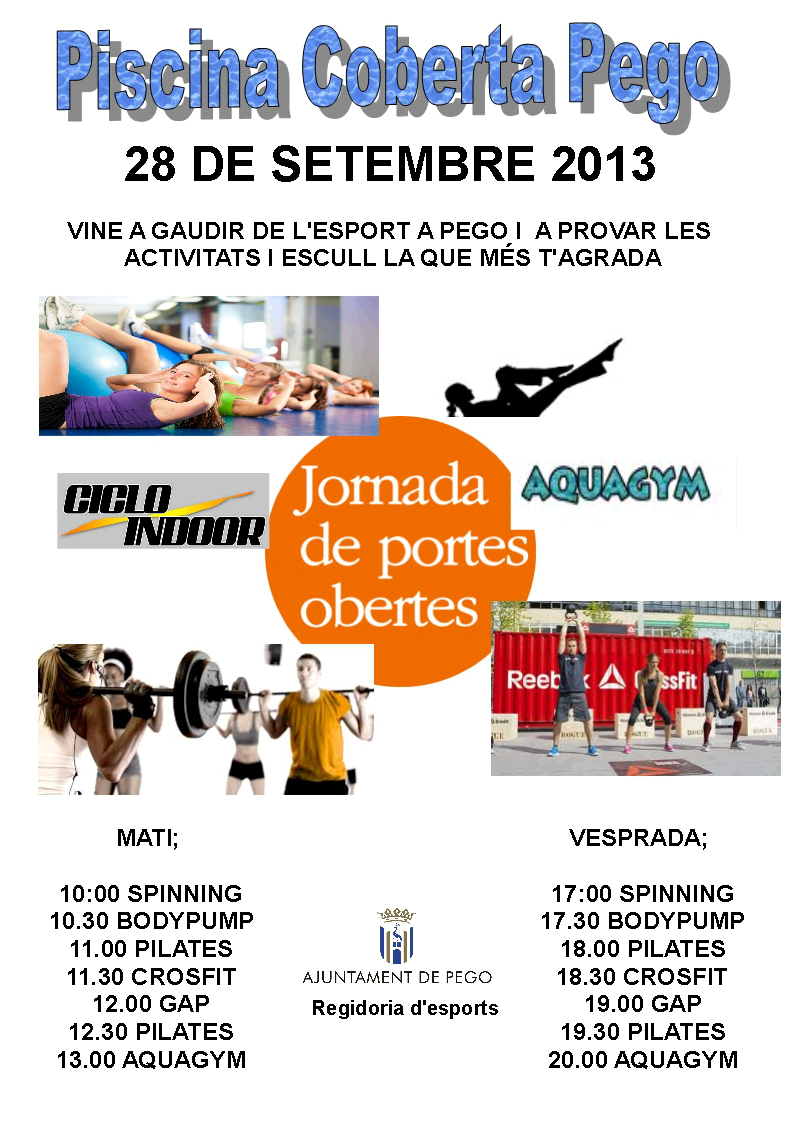 Piscina Coberta Pego
28 DE SETEMBRE 2013
VINE A GAUDIR DE L'ESPORT A PEGO I A PROVAR LES
ACTIVITATS I ESCULL LA QUE MÉS T'AGRADA
CICLO
INDOOR
Jornada
de portes
obertes
AQUAGYM
Reebok CrossFit
ROGUE
MATI;
10:00 SPINNING
10.30 BODYPUMP
11.00 PILATES
11.30 CROSFIT
12.00 GAP
12.30 PILATES
13.00 AQUAGYM
AJUNTAMENT DE PEGO
Regidoria d'esports
VESPRADA;
17:00 SPINNING
17.30 BODYPUMP
18.00 PILATES
18.30 CROSFIT
19.00 GAP
19.30 PILATES
20.00 AQUAGYM